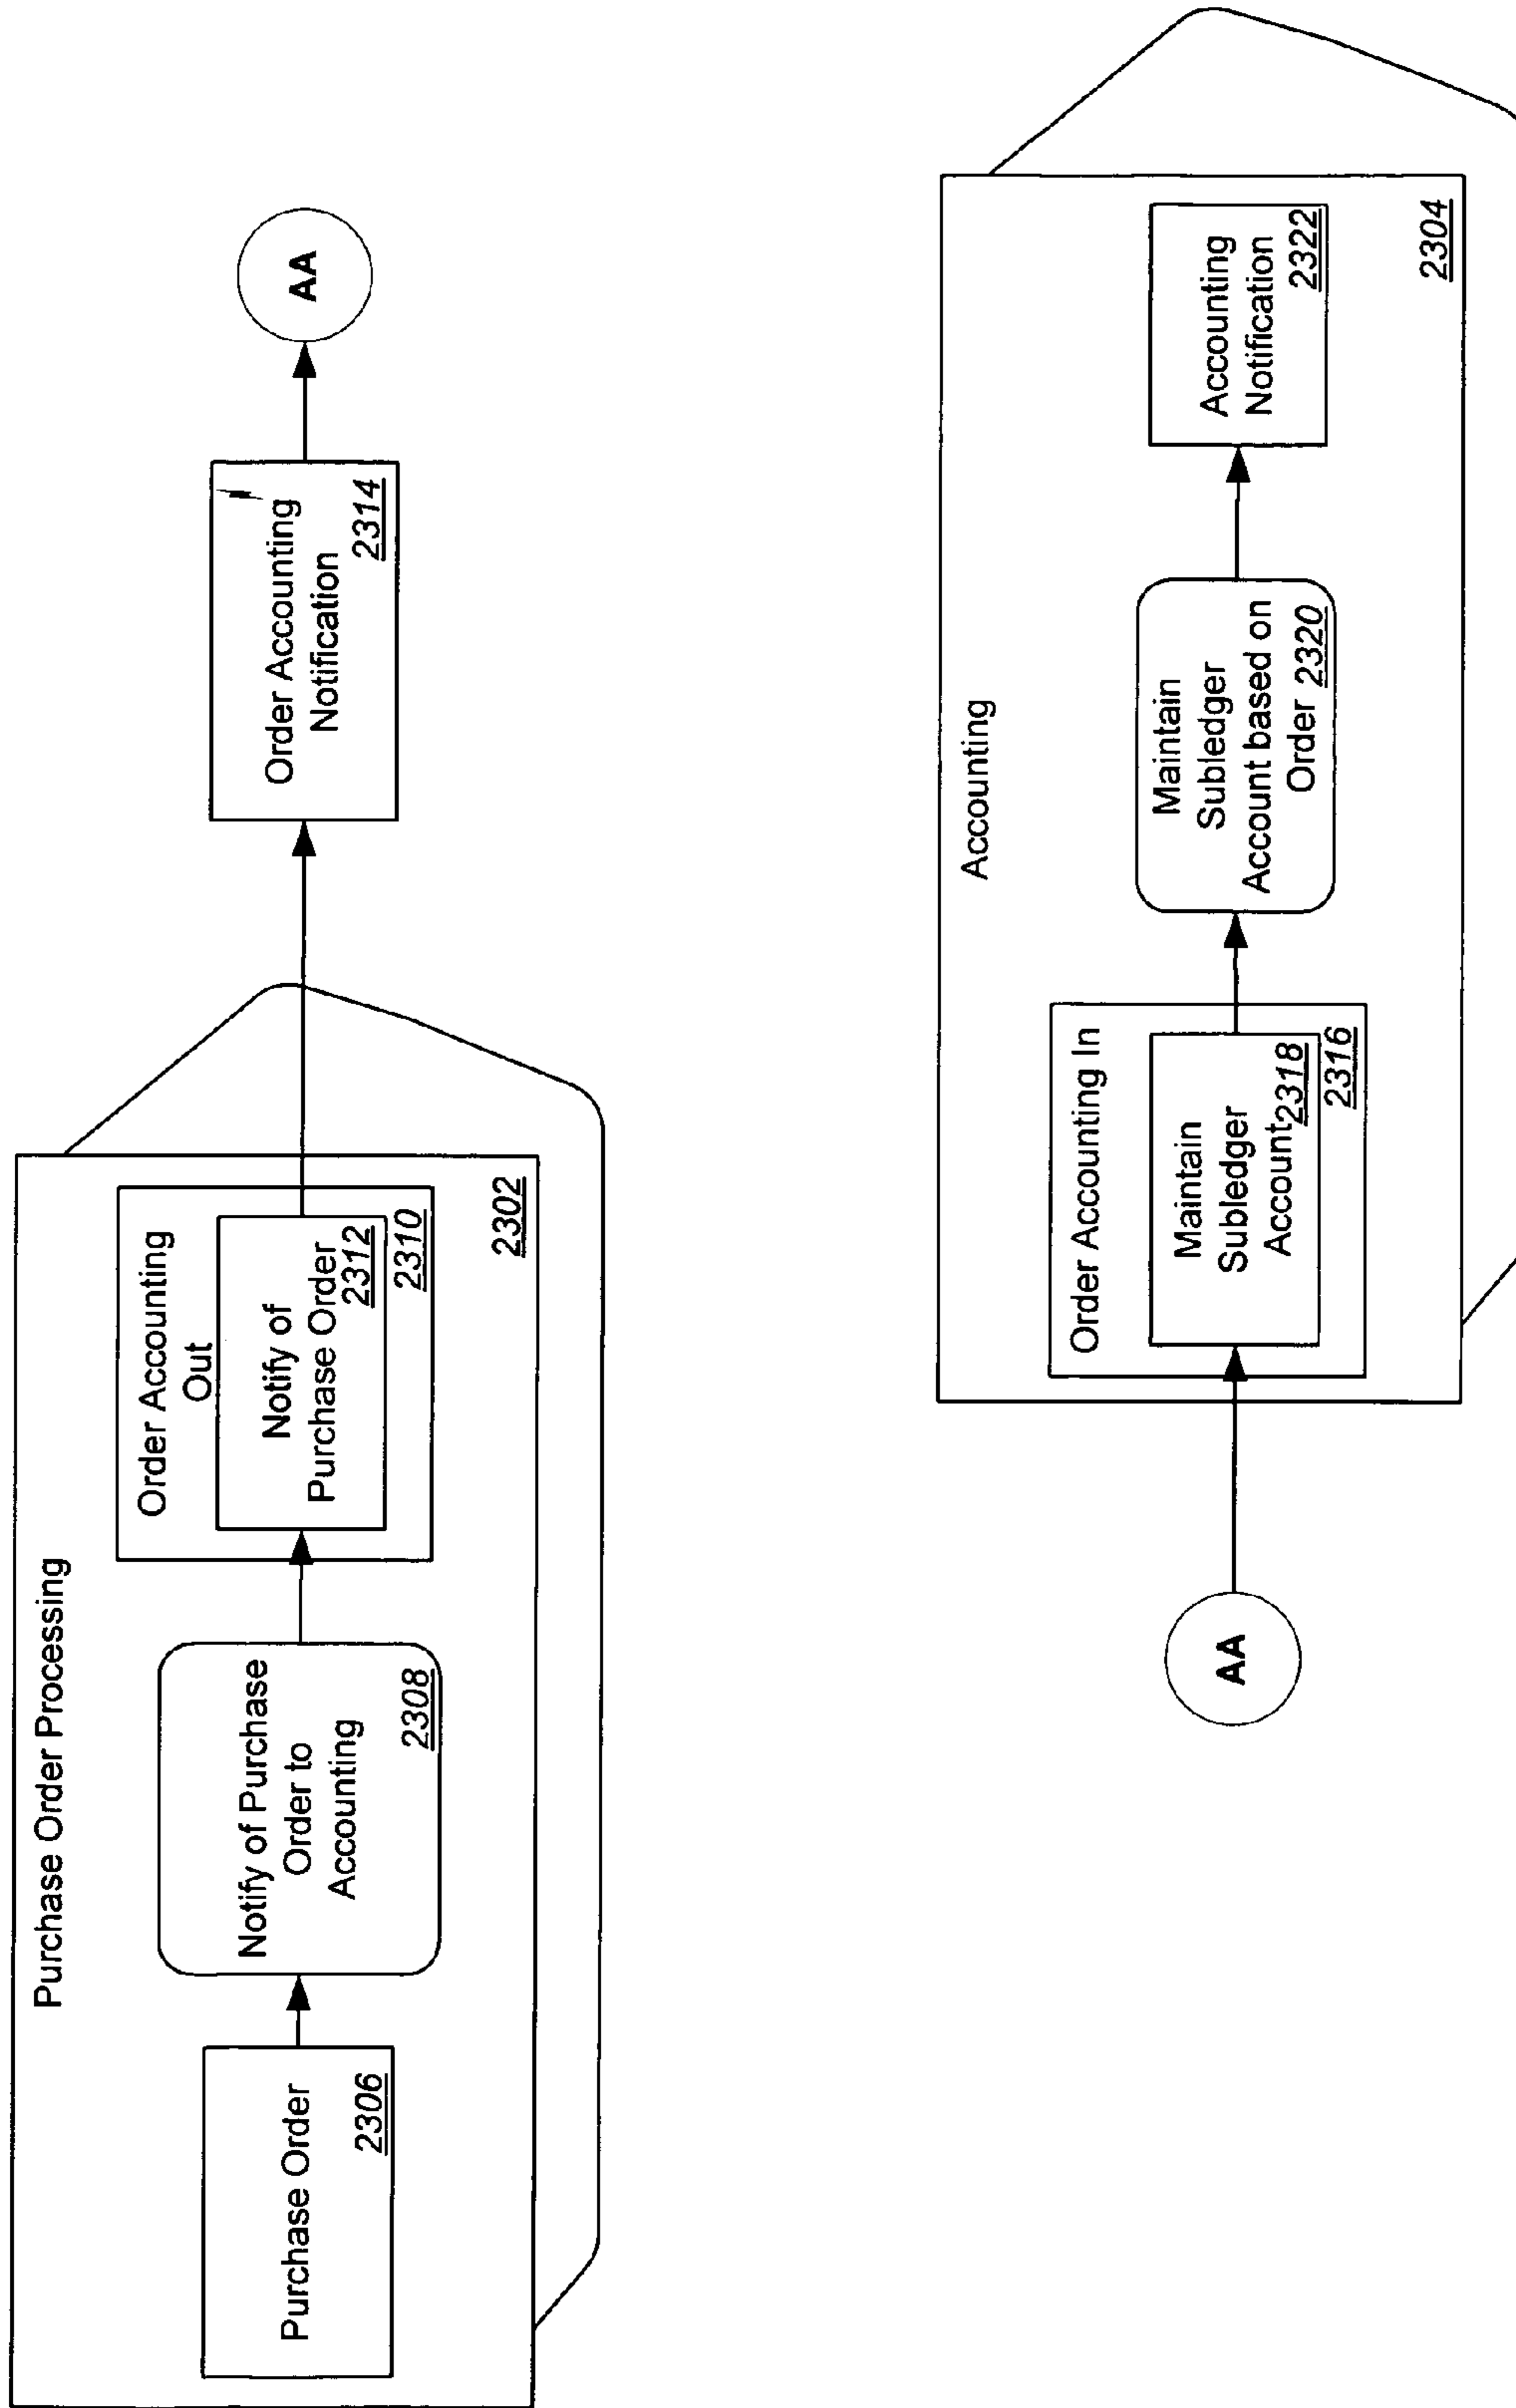 Purchase Order Processing
Purchase Order
2306
Notify of Purchase
Order to
Accounting
2308
Order Accounting
Out
Notify of
Purchase Order
2312
2310
2302
Order Accounting
Notification
2314
AA
AA
Accounting
Order Accounting In
Maintain
Subledger
Account 2318
2316
Maintain
Subledger
Account based on
Order 2320
Accounting
Notification
2322
2304